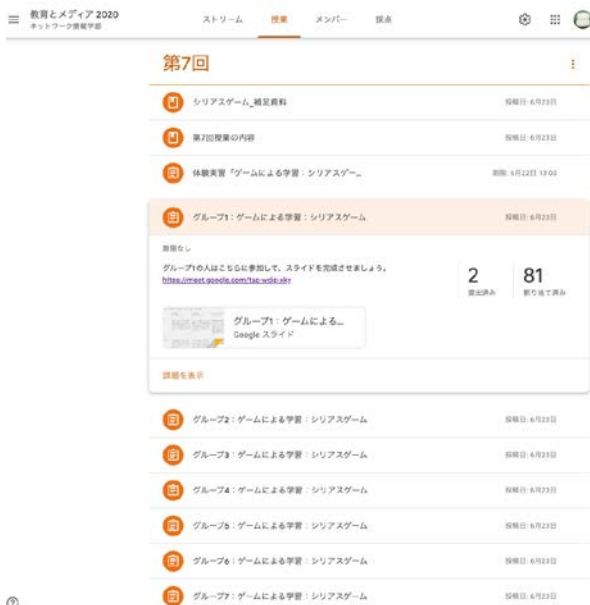 教育とメディア 2020
ネットワーク情報学部
ストリーム 授業 メンバー 採点
第7回
シリアスゲーム_補足資料 投稿日: 6月23日
第7回授業の内容 投稿日: 6月23日
体験実習「ゲームによる学習：シリアスゲー… 期限: 6月22日 13:00
グループ1：ゲームによる学習：シリアスゲーム 投稿日: 6月23日
期限なし
グループ1の人はこちらに参加して、スライドを完成させましょう。
https://meet.google.com/
2 提出済み
81 割り当て済み
グループ1：ゲームによる…
Google スライド
課題を表示
グループ2：ゲームによる学習：シリアスゲーム 投稿日: 6月23日
グループ3：ゲームによる学習：シリアスゲーム 投稿日: 6月23日
グループ4：ゲームによる学習：シリアスゲーム 投稿日: 6月23日
グループ5：ゲームによる学習：シリアスゲーム 投稿日: 6月23日
グループ6：ゲームによる学習：シリアスゲーム 投稿日: 6月23日
グループ7：ゲームによる学習：シリアスゲーム 投稿日: 6月23日